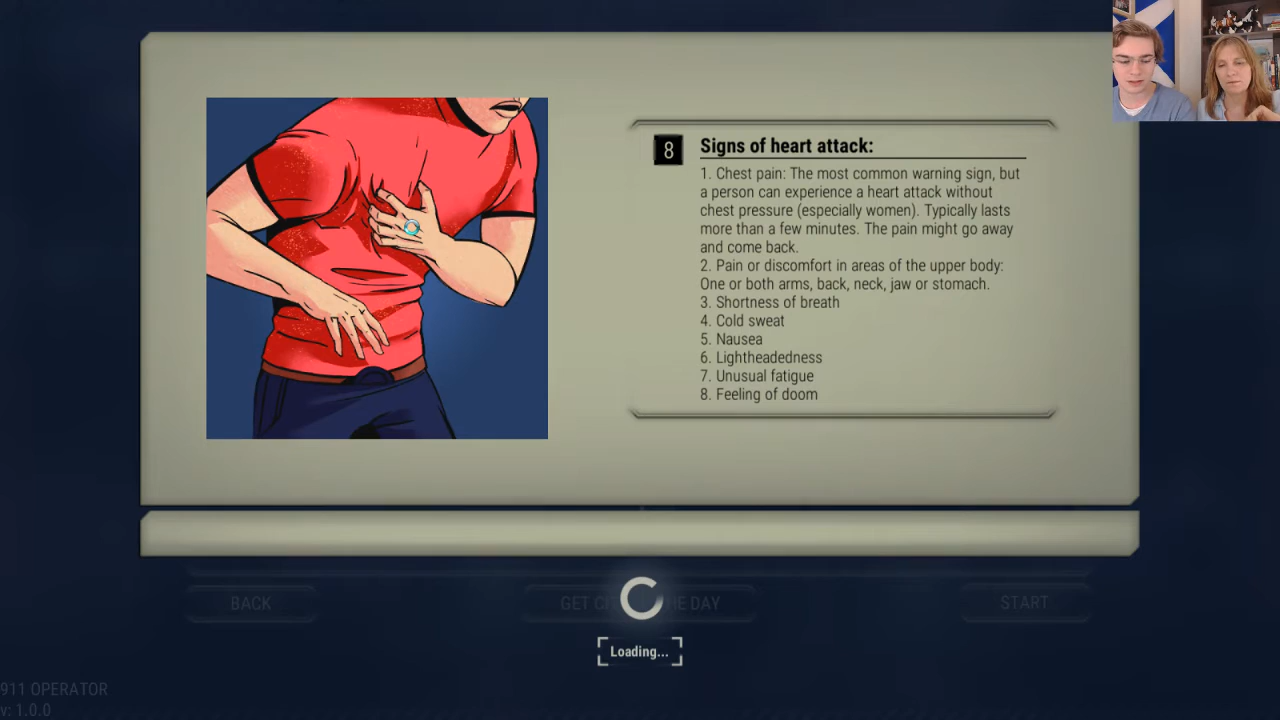 8
Signs of heart attack:
1. Chest pain: The most common warning sign, but
a person can experience a heart attack without
chest pressure (especially women). Typically lasts
more than a few minutes. The pain might go away
and come back.
2. Pain or discomfort in areas of the upper body:
One or both arms, back, neck, jaw or stomach.
3. Shortness of breath
4. Cold sweat
5. Nausea
6. Lightheadedness
7. Unusual fatigue
8. Feeling of doom
BACK
GET OF THE DAY
START
Loading...
911 OPERATOR
v: 1.0.0